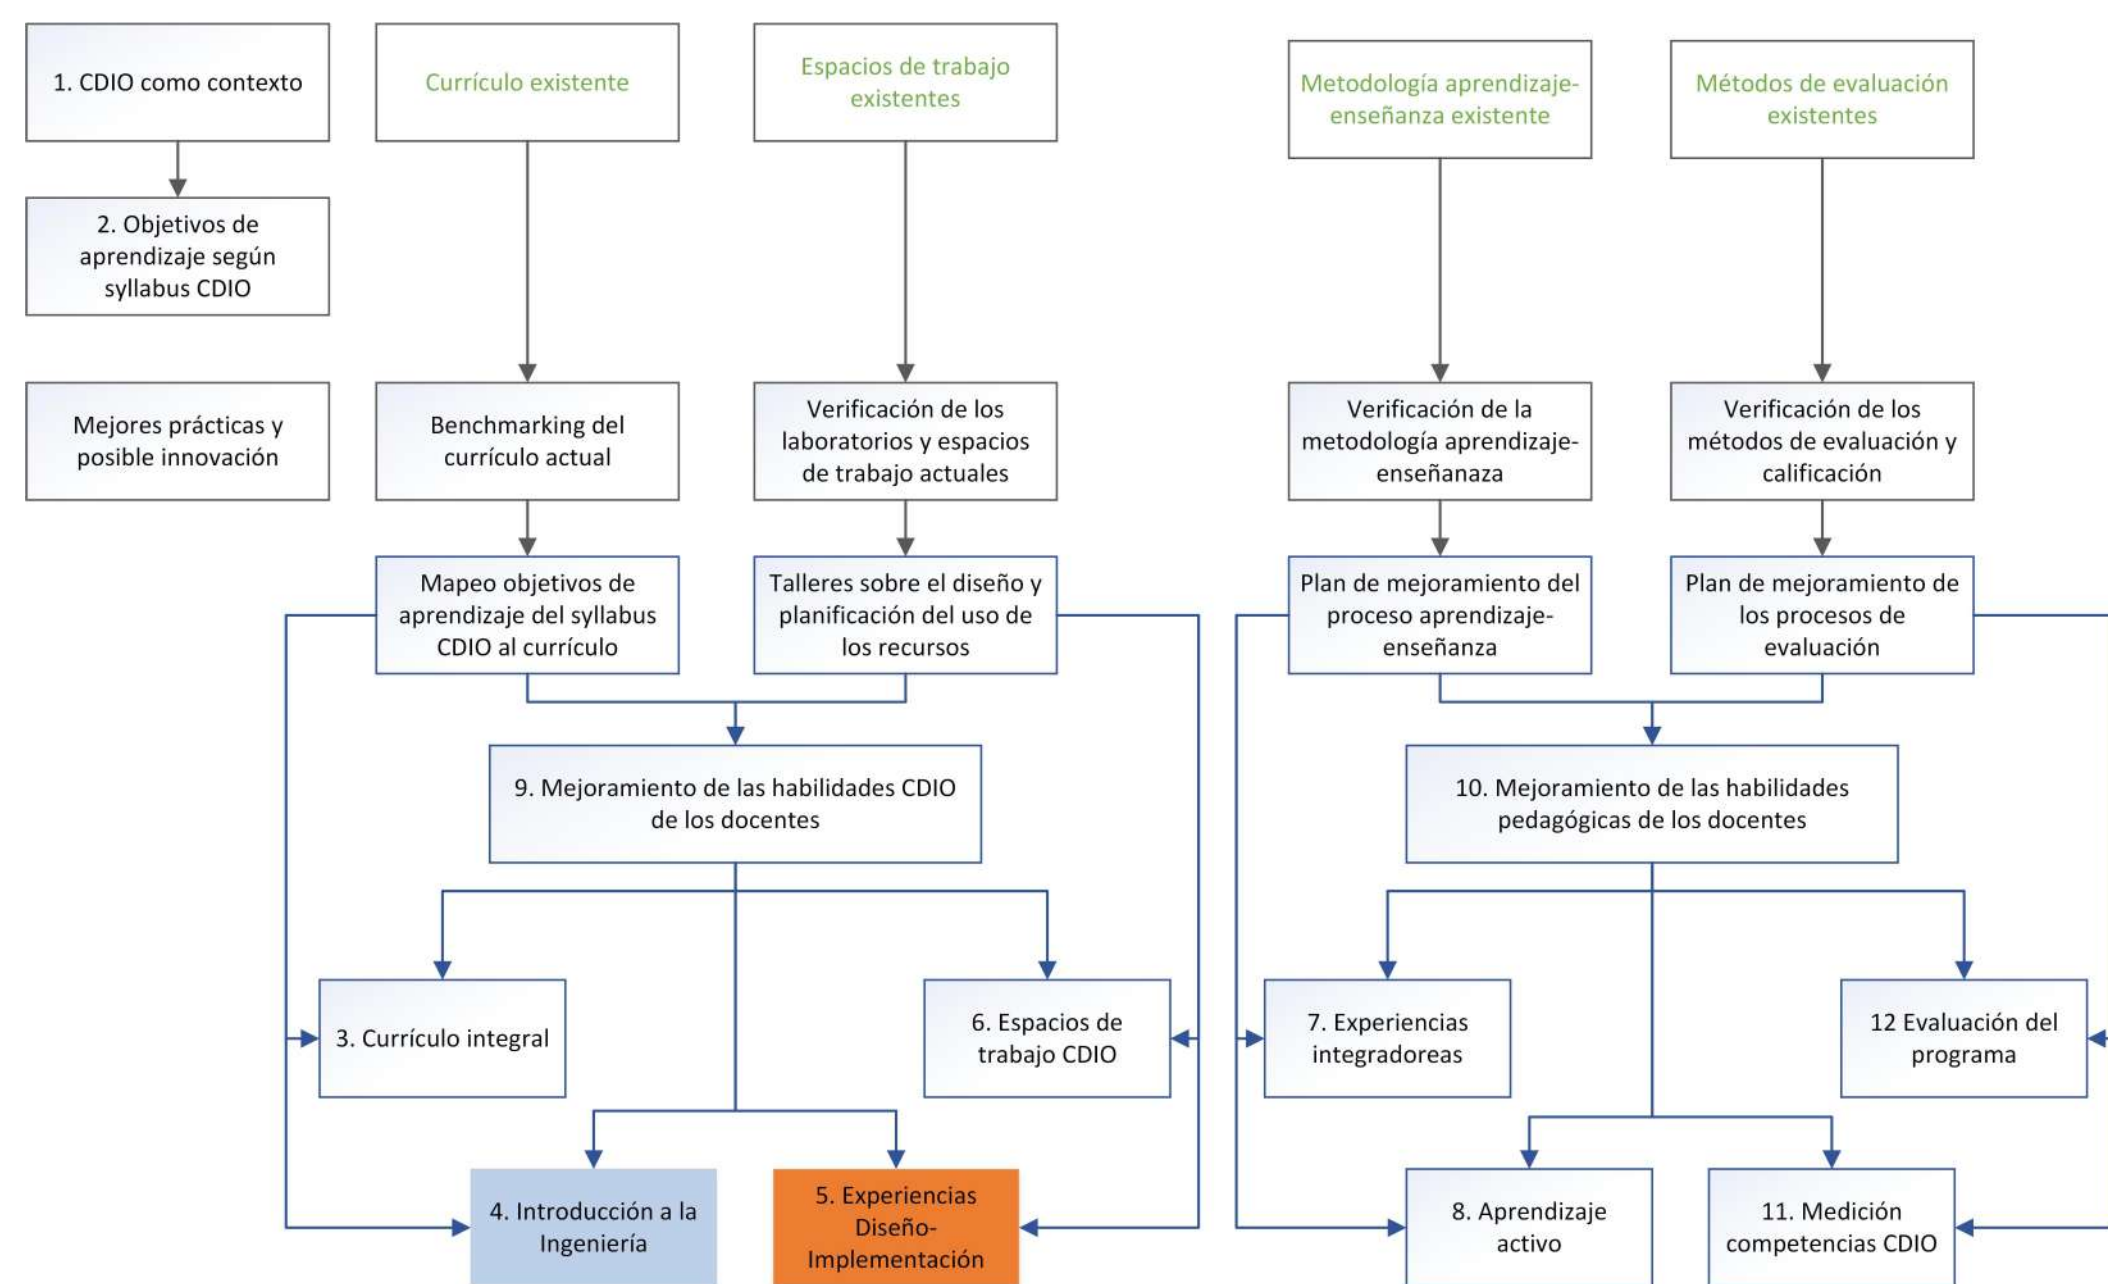 1. CDIO como contexto
Currículo existente
Espacios de trabajo
existentes
Metodología aprendizaje-
enseñanza existente
Métodos de evaluación
existentes
2. Objetivos de
aprendizaje según
syllabus CDIO
Mejores prácticas y
posible innovación
Benchmarking del
currículo actual
Verificación de los
laboratorios y espacios
de trabajo actuales
Verificación de la
metodología aprendizaje-
enseñanaza
Verificación de los
métodos de evaluación y
calificación
Mapeo objetivos de
aprendizaje del syllabus
CDIO al currículo
Talleres sobre el diseño y
planificación del uso de
los recursos
Plan de mejoramiento del
proceso aprendizaje-
enseñanza
Plan de mejoramiento de
los procesos de
evaluación
9. Mejoramiento de las habilidades CDIO
de los docentes
10. Mejoramiento de las habilidades
pedagógicas de los docentes
3. Currículo integral
6. Espacios de
trabajo CDIO
7. Experiencias
integradoreas
12 Evaluación del
programa
4. Introducción a la
Ingeniería
5. Experiencias
Diseño-
Implementación
8. Aprendizaje
activo
11. Medición
competencias CDIO